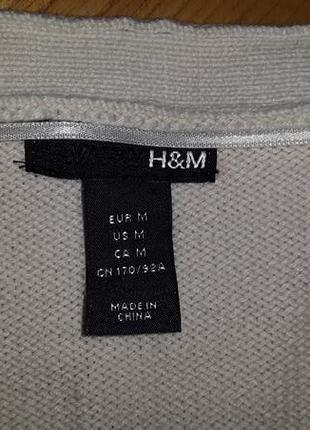 H&M
EUR M
US M
CA M
CN 170/92A
MADE IN
CHINA